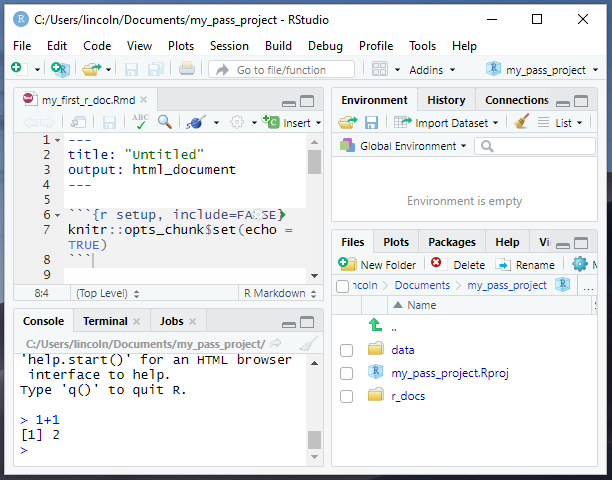 C:/Users/lincoln/Documents/my_pass_project - RStudio
File Edit Code View Plots Session Build Debug Profile Tools Help
Go to file/function Addins my_pass_project
my_first_r_doc.Rmd
ABC Insert
1 ---
2 title: "Untitled"
3 output: html_document
4 ---
5
6 ```{r setup, include=FALSE}
7 knitr::opts_chunk$set(echo =
TRUE)
8 ```
9
8:4 (Top Level) R Markdown
Console Terminal Jobs
C:/Users/lincoln/Documents/my_pass_project/
'help.start()' for an HTML browser
interface to help.
Type 'q()' to quit R.
> 1+1
[1] 2
>
Environment History Connections
Import Dataset List
Global Environment
Environment is empty
Files Plots Packages Help Vi
New Folder Delete Rename M
ncoln Documents my_pass_project ...
Name S
..
data
my_pass_project.Rproj
r_docs